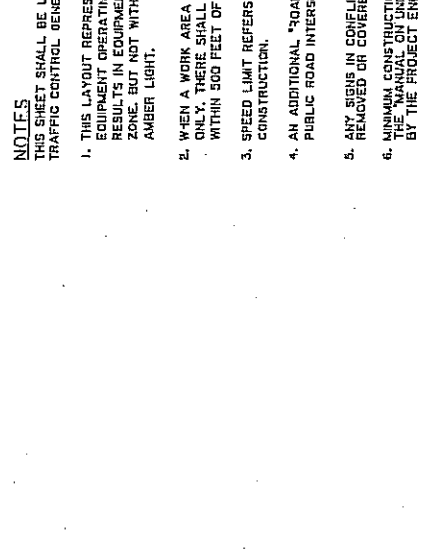 NOTES
THIS SHEET SHALL BE U
TRAFFIC CONTROL GENE
1. THIS LAYOUT REPRES
EQUIPMENT OPERATIN
RESULTS IN EQUIPME
ZONE, BUT NOT WITH
AMBER LIGHT.
2. WHEN A WORK AREA
ONLY, THERE SHALL
WITHIN 500 FEET OF
3. SPEED LIMIT REFERS
CONSTRUCTION.
4. AN ADDITIONAL "ROAD
PUBLIC ROAD INTERS
5. ANY SIGNS IN CONFLI
REMOVED OR COVERE
6. MINIMUM CONSTRUCTI
THE "MANUAL ON UNI
BY THE PROJECT ENG